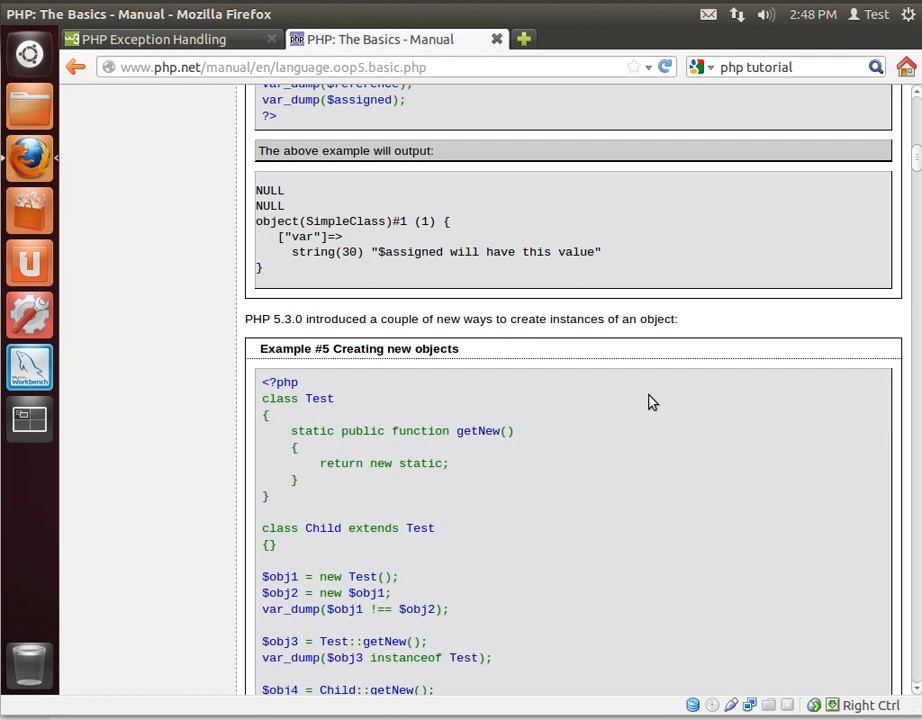 PHP: The Basics - Manual - Mozilla Firefox
2:48 PM
Test
PHP Exception Handling
PHP: The Basics - Manual
www.php.net/manual/en/language.oop5.basic.php
php tutorial
var_dump($reference);
var_dump($assigned);
?>
The above example will output:
NULL
NULL
object(SimpleClass)#1 (1) {
["var"]=>
string(30) "$assigned will have this value"
}
PHP 5.3.0 introduced a couple of new ways to create instances of an object:
Example #5 Creating new objects
<?php
class Test
{
static public function getNew()
{
return new static;
}
}
class Child extends Test
{}
$obj1 = new Test();
$obj2 = new $obj1;
var_dump($obj1 !== $obj2);
$obj3 = Test::getNew();
var_dump($obj3 instanceof Test);
$obj4 = Child::getNew();
Workbench
Right Ctrl